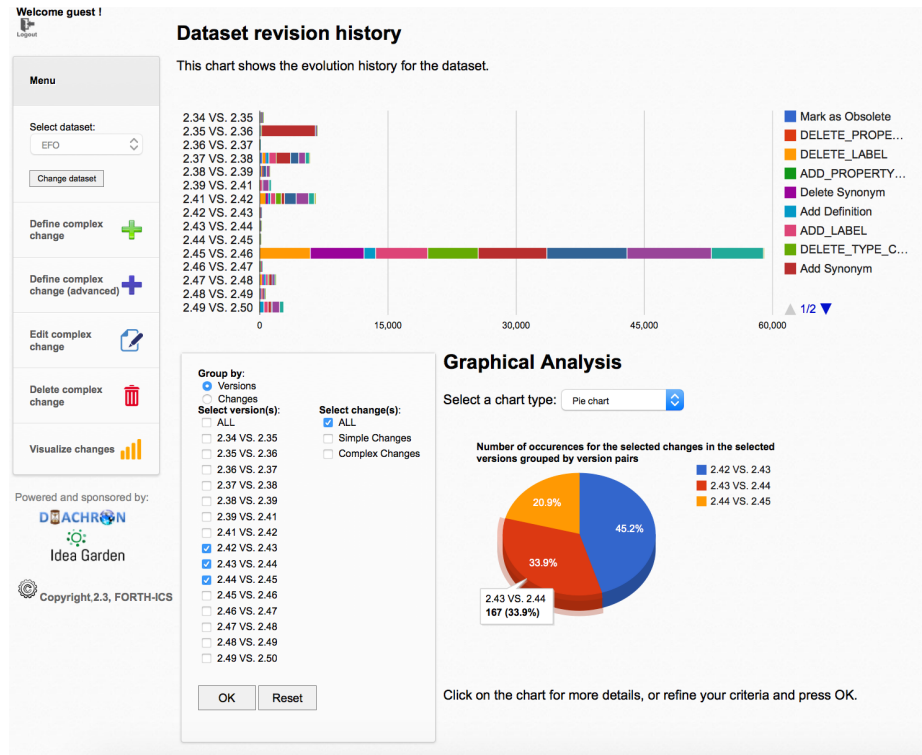 Welcome guest !
Logout
Dataset revision history
This chart shows the evolution history for the dataset.
Menu
Select dataset:
EFO
Change dataset
Define complex
change
Define complex
change (advanced)
Edit complex
change
Delete complex
change
Visualize changes
Powered and sponsored by:
DIACHRON
Idea Garden
Copyright,2.3, FORTH-ICS
2.34 VS. 2.35
2.35 VS. 2.36
2.36 VS. 2.37
2.37 VS. 2.38
2.38 VS. 2.39
2.39 VS. 2.41
2.41 VS. 2.42
2.42 VS. 2.43
2.43 VS. 2.44
2.44 VS. 2.45
2.45 VS. 2.46
2.46 VS. 2.47
2.47 VS. 2.48
2.48 VS. 2.49
2.49 VS. 2.50
0 15,000 30,000 45,000 60,000
Mark as Obsolete
DELETE_PROPE...
DELETE_LABEL
ADD_PROPERTY...
Delete Synonym
Add Definition
ADD_LABEL
DELETE_TYPE_C...
Add Synonym
1/2
Group by:
Versions
Changes
Select version(s):
ALL
2.34 VS. 2.35
2.35 VS. 2.36
2.36 VS. 2.37
2.37 VS. 2.38
2.38 VS. 2.39
2.39 VS. 2.41
2.41 VS. 2.42
2.42 VS. 2.43
2.43 VS. 2.44
2.44 VS. 2.45
2.45 VS. 2.46
2.46 VS. 2.47
2.47 VS. 2.48
2.48 VS. 2.49
2.49 VS. 2.50
Select change(s):
ALL
Simple Changes
Complex Changes
OK Reset
Graphical Analysis
Select a chart type: Pie chart
Number of occurences for the selected changes in the selected
versions grouped by version pairs
2.42 VS. 2.43
2.43 VS. 2.44
2.44 VS. 2.45
20.9%
45.2%
33.9%
2.43 VS. 2.44
167 (33.9%)
Click on the chart for more details, or refine your criteria and press OK.